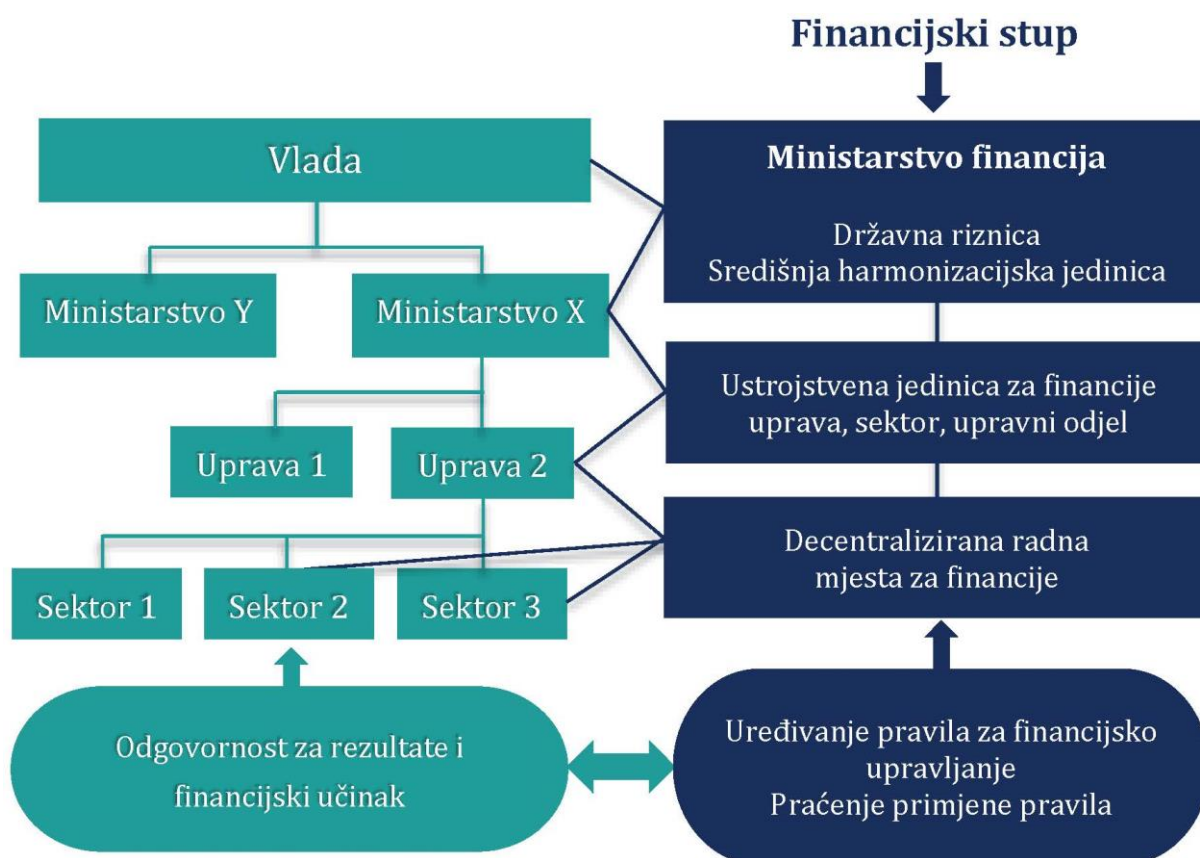 Financijski stup
Vlada
Ministarstvo financija
Državna riznica
Središnja harmonizacijska jedinica
Ministarstvo Y
Ministarstvo X
Ustrojstvena jedinica za financije
uprava, sektor, upravni odjel
Uprava 1
Uprava 2
Decentralizirana radna
mjesta za financije
Sektor 1
Sektor 2
Sektor 3
Odgovornost za rezultate i
financijski učinak
Uređivanje pravila za financijsko
upravljanje
Praćenje primjene pravila